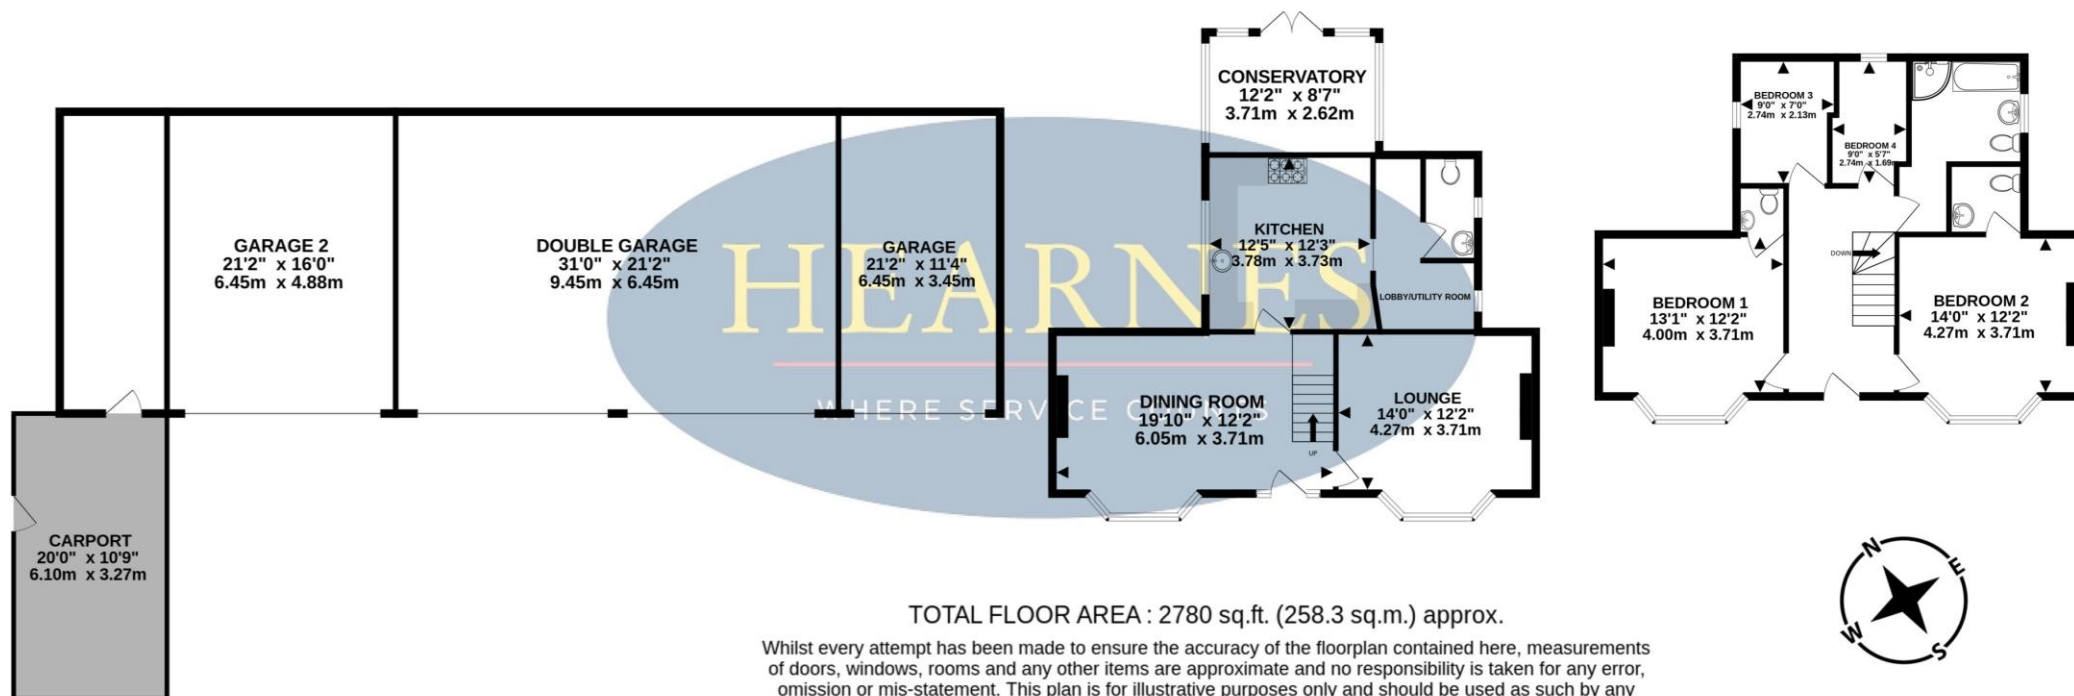 CONSERVATORY
12'2" x 8'7"
3.71m x 2.62m
BEDROOM 3
9'0" x 7'0"
2.74m x 2.13m
BEDROOM 4
9'0" x 5'7"
2.74m x 1.69m
GARAGE 2
21'2" x 16'0"
6.45m x 4.88m
DOUBLE GARAGE
31'0" x 21'2"
9.45m x 6.45m
GARAGE
21'2" x 11'4"
6.45m x 3.45m
KITCHEN
12'5" x 12'3"
3.78m x 3.73m
LOBBY/UTILITY ROOM
HEARNES
WHERE SERVICE COUNTS
DOWN
BEDROOM 1
13'1" x 12'2"
4.00m x 3.71m
BEDROOM 2
14'0" x 12'2"
4.27m x 3.71m
DINING ROOM
19'10" x 12'2"
6.05m x 3.71m
UP
LOUNGE
14'0" x 12'2"
4.27m x 3.71m
CARPORT
20'0" x 10'9"
6.10m x 3.27m
N
E
W
S
TOTAL FLOOR AREA : 2780 sq.ft. (258.3 sq.m.) approx.
Whilst every attempt has been made to ensure the accuracy of the floorplan contained here, measurements
of doors, windows, rooms and any other items are approximate and no responsibility is taken for any error,
omission or mis-statement. This plan is for illustrative purposes only and should be used as such by any